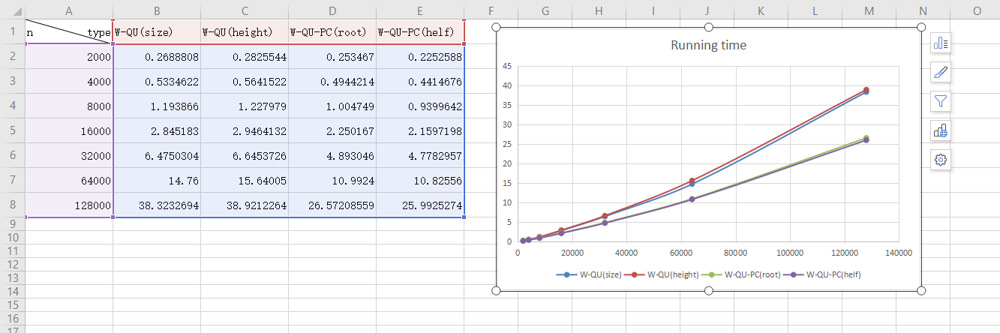 A B C D E F G H I J K L M N O
1 n type W-QU(size) W-QU(height) W-QU-PC(root) W-QU-PC(helf)
2 2000 0.2688808 0.2825544 0.253467 0.2252588
3 4000 0.5334622 0.5641522 0.4944214 0.4414676
4 8000 1.193866 1.227979 1.004749 0.9399642
5 16000 2.845183 2.9464132 2.250167 2.1597198
6 32000 6.4750304 6.6453726 4.893046 4.7782957
7 64000 14.76 15.64005 10.9924 10.82556
8 128000 38.3232694 38.9212264 26.57208559 25.9925274
9
10
11
12
13
14
15
16
17
Running time
45
40
35
30
25
20
15
10
5
0
0 20000 40000 60000 80000 100000 120000 140000
W-QU(size) W-QU(height) W-QU-PC(root) W-QU-PC(helf)